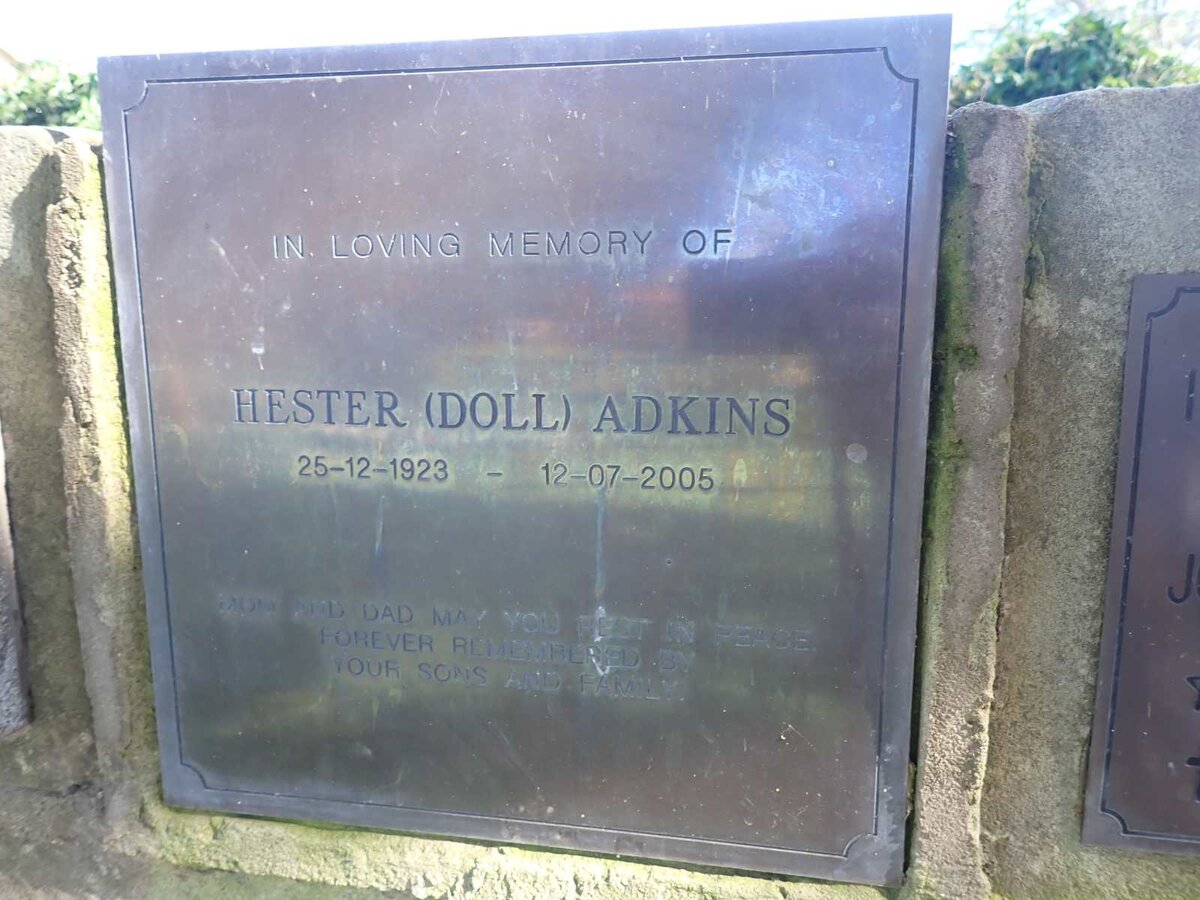 IN LOVING MEMORY OF
HESTER (DOLL) ADKINS
25-12-1923 - 12-07-2005
MOM AND DAD MAY YOU REST IN PEACE.
FOREVER REMEMBERED BY
YOUR SONS AND FAMILY.